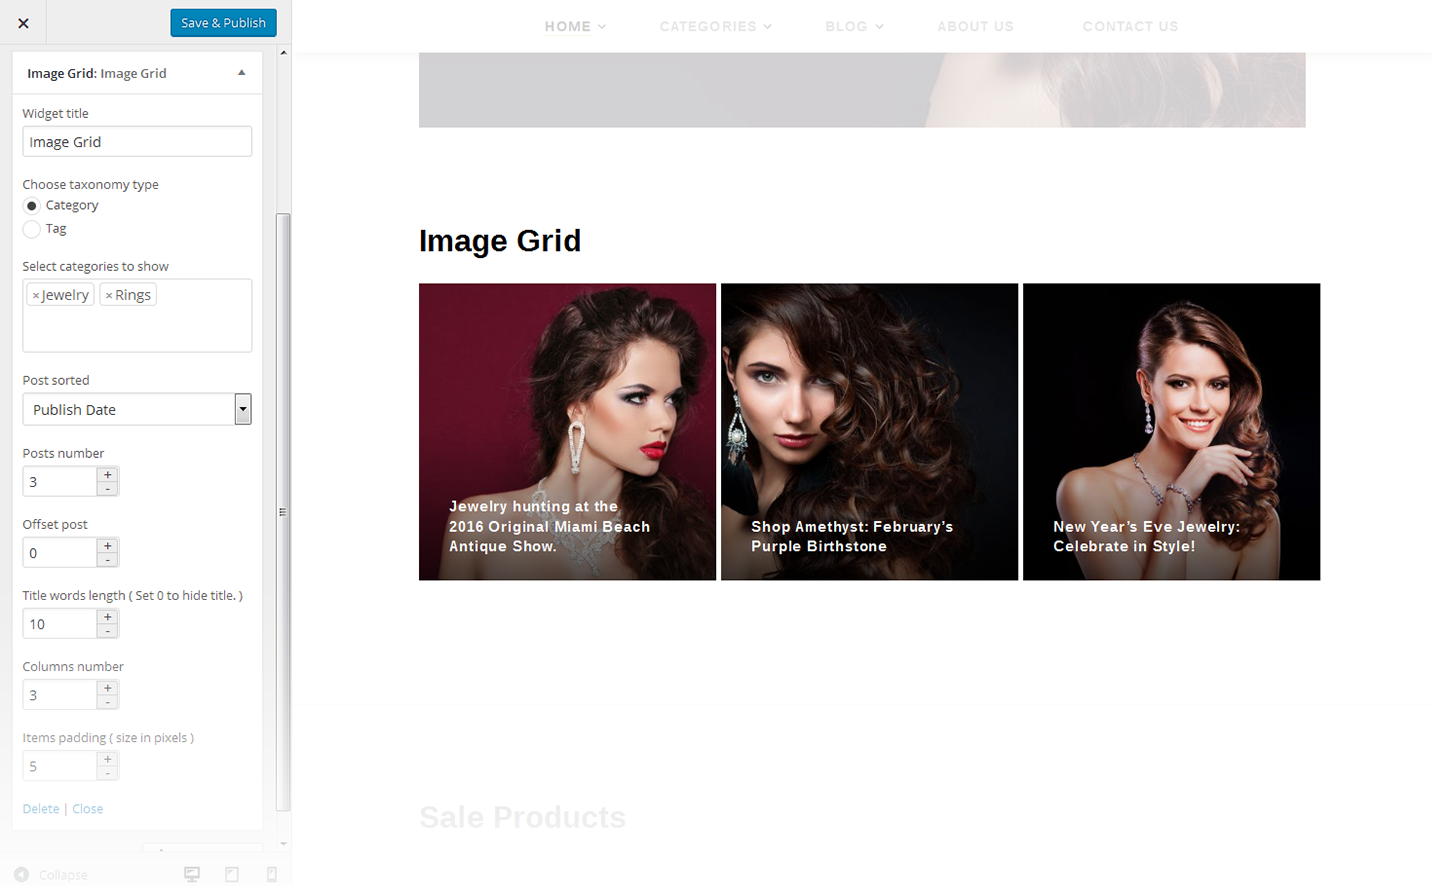 Save & Publish
HOME
CATEGORIES
BLOG
ABOUT US
CONTACT US
Image Grid: Image Grid
Widget title
Image Grid
Choose taxonomy type
Category
Tag
Select categories to show
×Jewelry ×Rings
Post sorted
Publish Date
Posts number
3
+
-
Offset post
0
+
-
Title words length ( Set 0 to hide title. )
10
+
-
Columns number
3
+
-
Items padding ( size in pixels )
5
+
-
Delete | Close
Collapse
Image Grid
Jewelry hunting at the
2016 Original Miami Beach
Antique Show.
Shop Amethyst: February’s
Purple Birthstone
New Year’s Eve Jewelry:
Celebrate in Style!
Sale Products